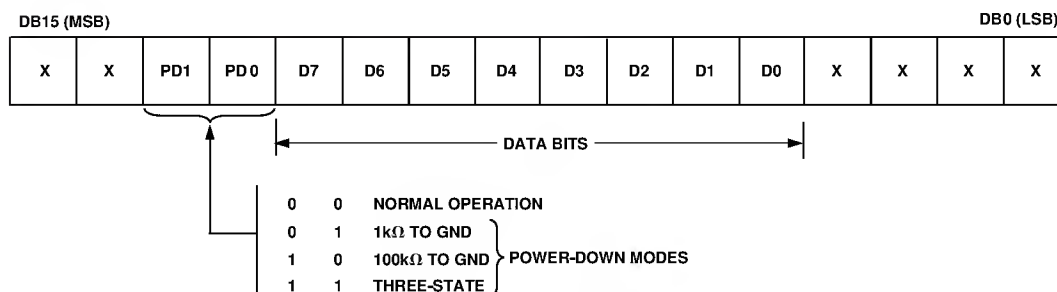 DB15 (MSB) DB0 (LSB)
X X PD1 PD0 D7 D6 D5 D4 D3 D2 D1 D0 X X X X
DATA BITS
0 0 NORMAL OPERATION
0 1 1kΩ TO GND
1 0 100kΩ TO GND POWER-DOWN MODES
1 1 THREE-STATE